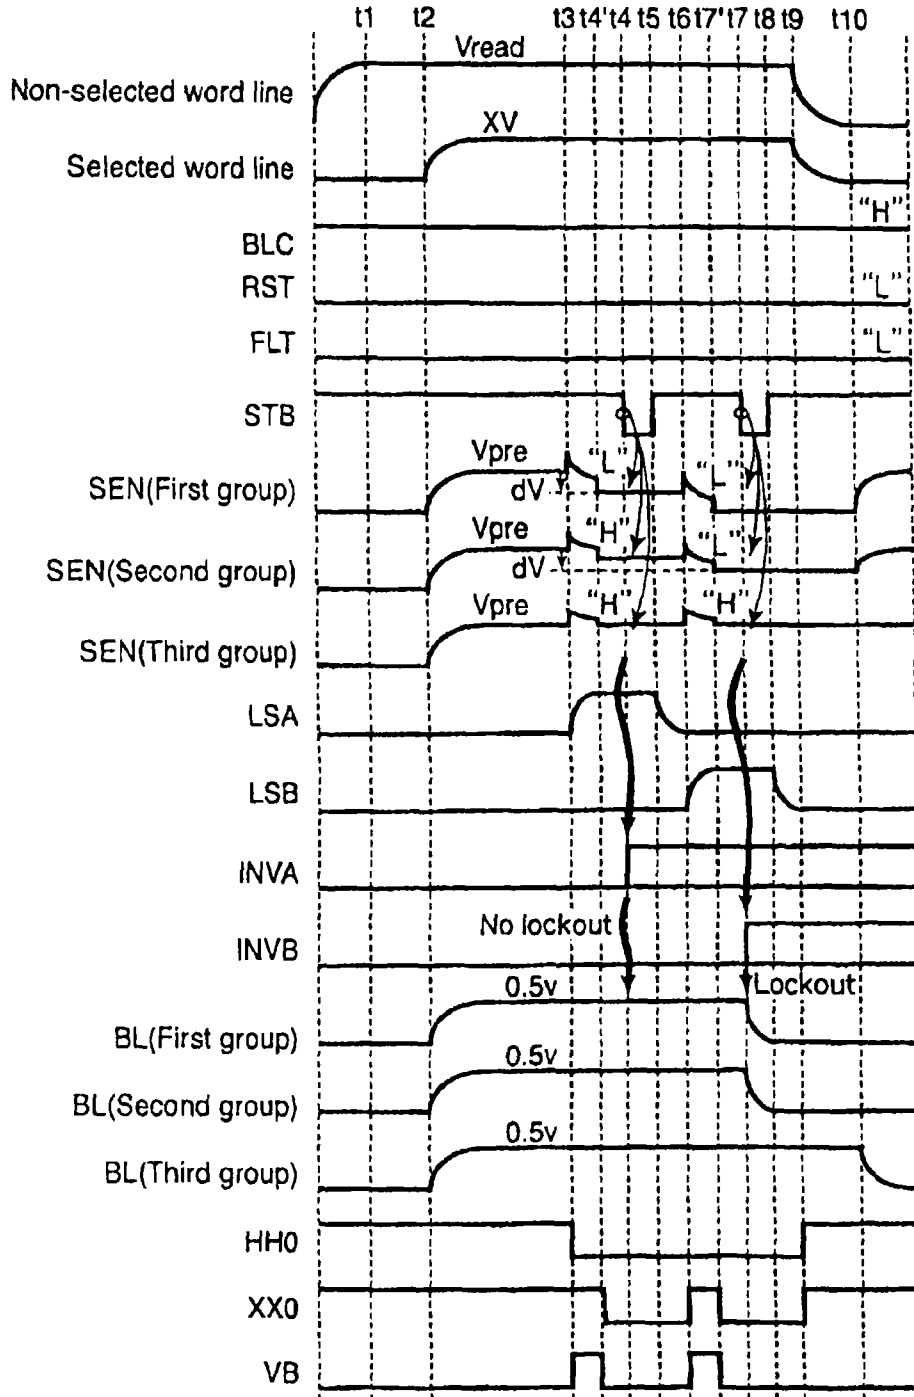 t1 t2 t3 t4' t4 t5 t6 t7' t7 t8 t9 t10
Vread
Non-selected word line
XV
Selected word line
"H"
BLC
RST "L"
FLT "L"
STB
Vpre "L" "L"
SEN(First group)
dV
Vpre "H" "L"
SEN(Second group)
dV
Vpre "H" "H"
SEN(Third group)
LSA
LSB
INVA
No lockout
INVB
0.5v Lockout
BL(First group)
0.5v
BL(Second group)
0.5v
BL(Third group)
HH0
XX0
VB